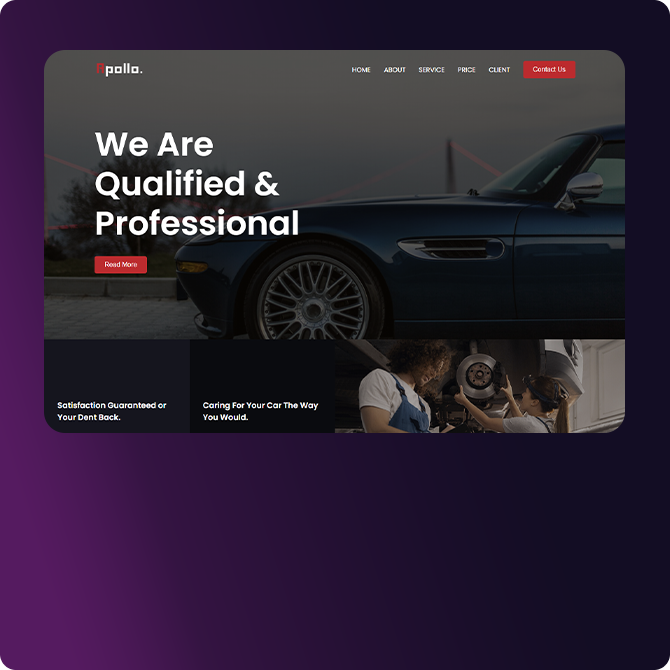 Apollo.
HOME ABOUT SERVICE PRICE CLIENT Contact Us
We Are
Qualified &
Professional
Read More
Satisfaction Guaranteed or
Your Dent Back.
Caring For Your Car The Way
You Would.